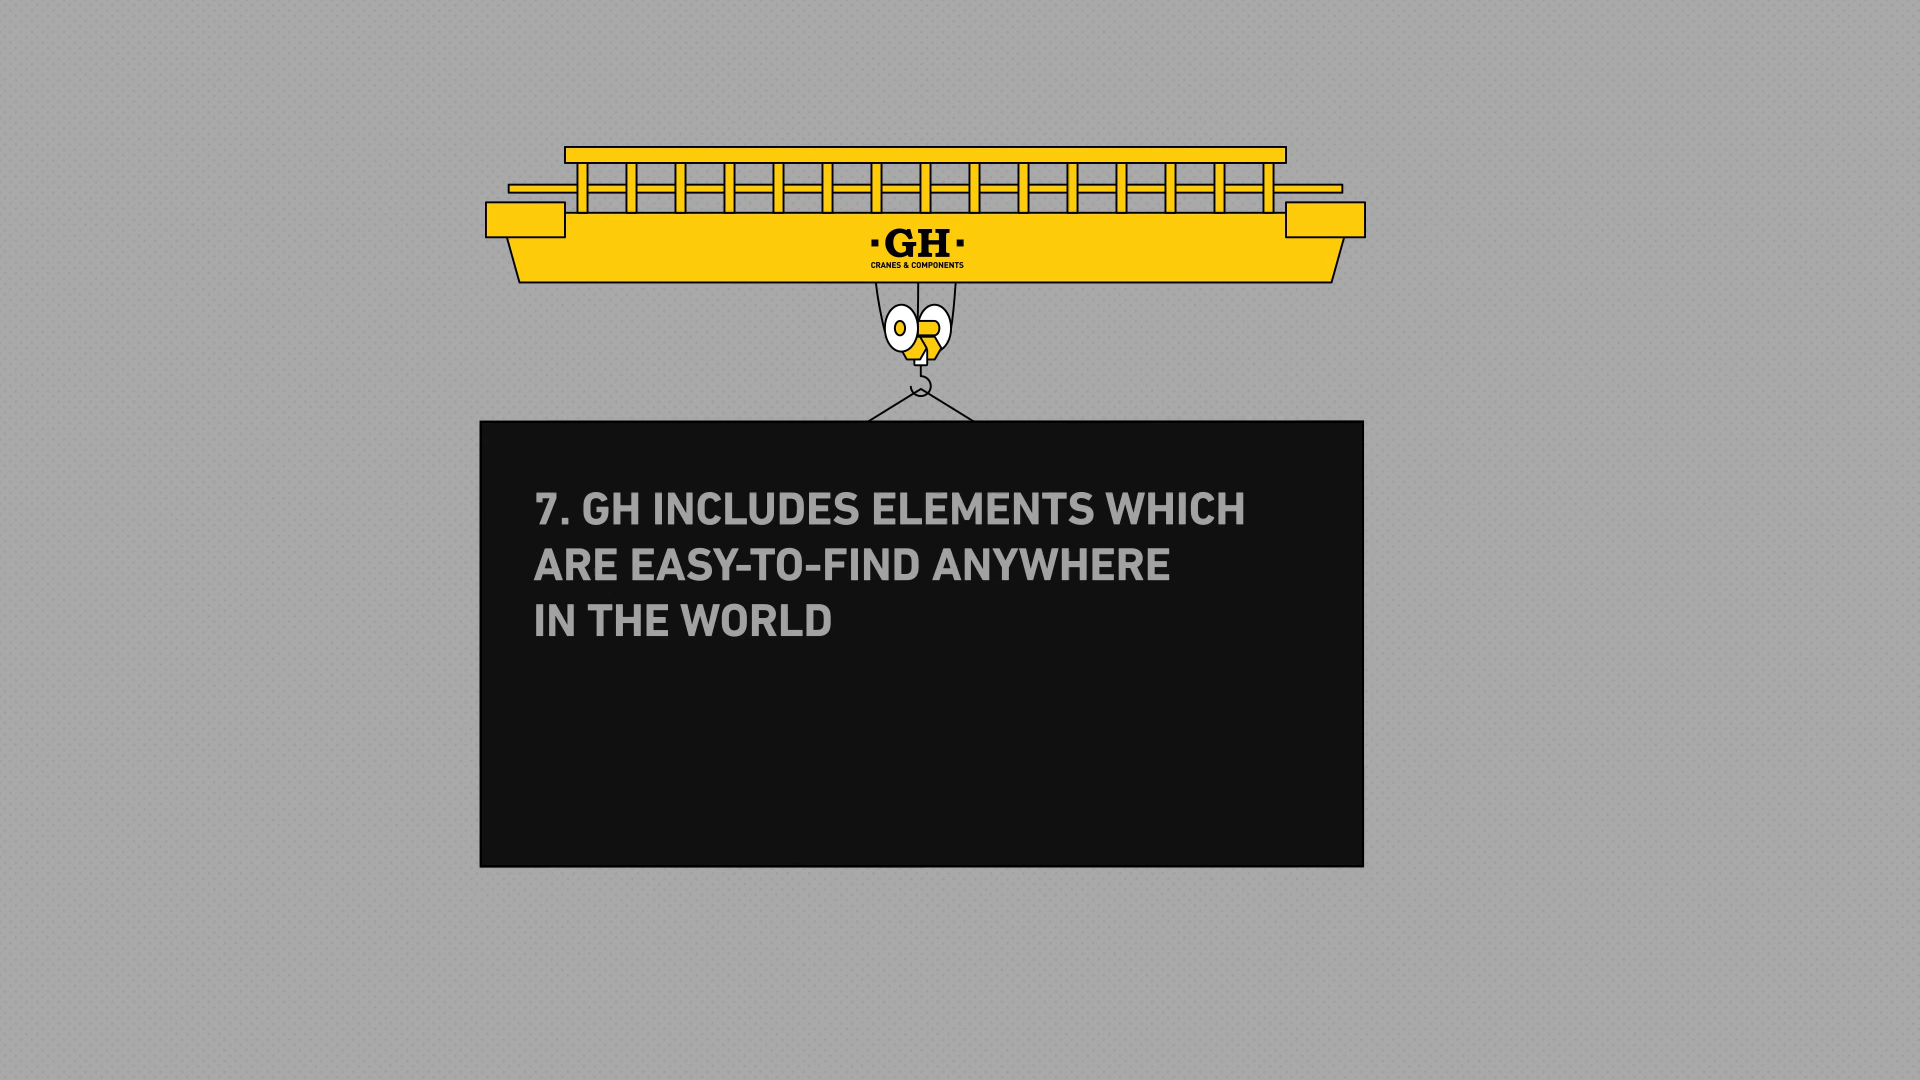 ·GH·
CRANES & COMPONENTS
7. GH INCLUDES ELEMENTS WHICH
ARE EASY-TO-FIND ANYWHERE
IN THE WORLD